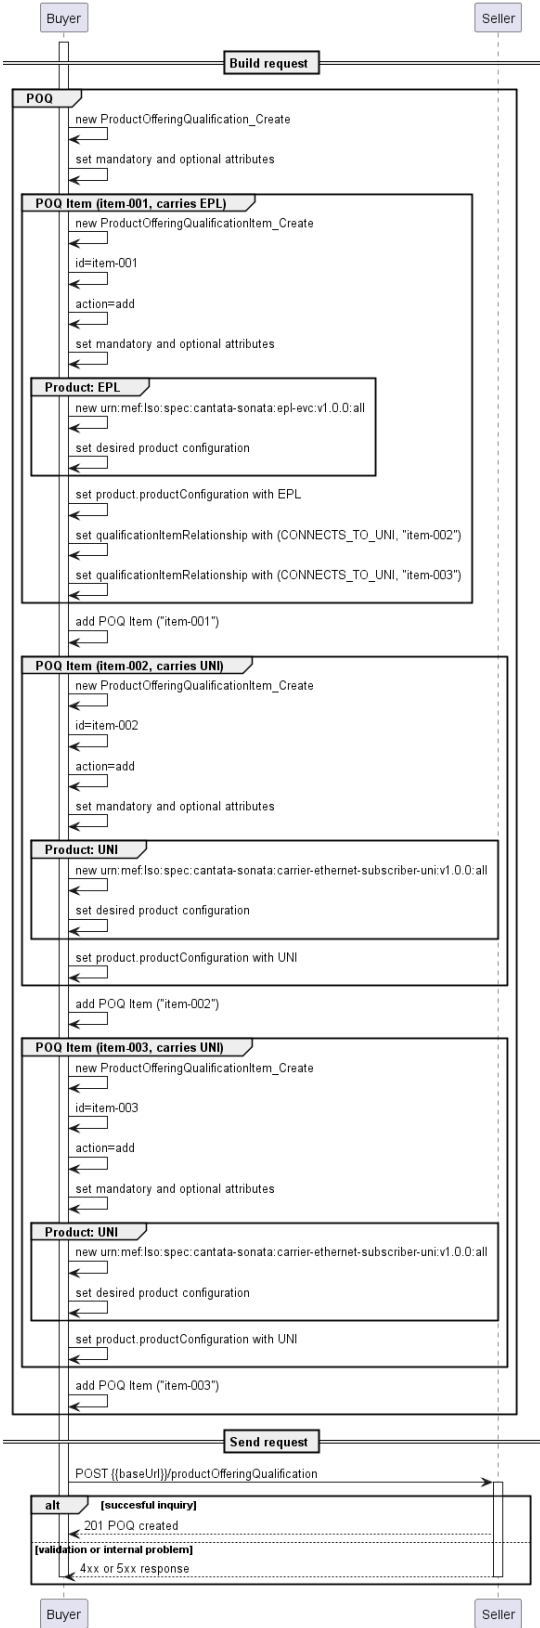 Buyer
Seller
Build request
POQ
new ProductOfferingQualification_Create
set mandatory and optional attributes
POQ Item (item-001, carries EPL)
new ProductOfferingQualificationItem_Create
id=item-001
action=add
set mandatory and optional attributes
Product: EPL
new urn:mef:lso:spec:cantata-sonata:epl-evc:v1.0.0:all
set desired product configuration
set product.productConfiguration with EPL
set qualificationItemRelationship with (CONNECTS_TO_UNI, "item-002")
set qualificationItemRelationship with (CONNECTS_TO_UNI, "item-003")
add POQ Item ("item-001")
POQ Item (item-002, carries UNI)
new ProductOfferingQualificationItem_Create
id=item-002
action=add
set mandatory and optional attributes
Product: UNI
new urn:mef:lso:spec:cantata-sonata:carrier-ethernet-subscriber-uni:v1.0.0:all
set desired product configuration
set product.productConfiguration with UNI
add POQ Item ("item-002")
POQ Item (item-003, carries UNI)
new ProductOfferingQualificationItem_Create
id=item-003
action=add
set mandatory and optional attributes
Product: UNI
new urn:mef:lso:spec:cantata-sonata:carrier-ethernet-subscriber-uni:v1.0.0:all
set desired product configuration
set product.productConfiguration with UNI
add POQ Item ("item-003")
Send request
POST {{baseUrl}}/productOfferingQualification
alt [succesful inquiry]
201 POQ created
[validation or internal problem]
4xx or 5xx response
Buyer
Seller